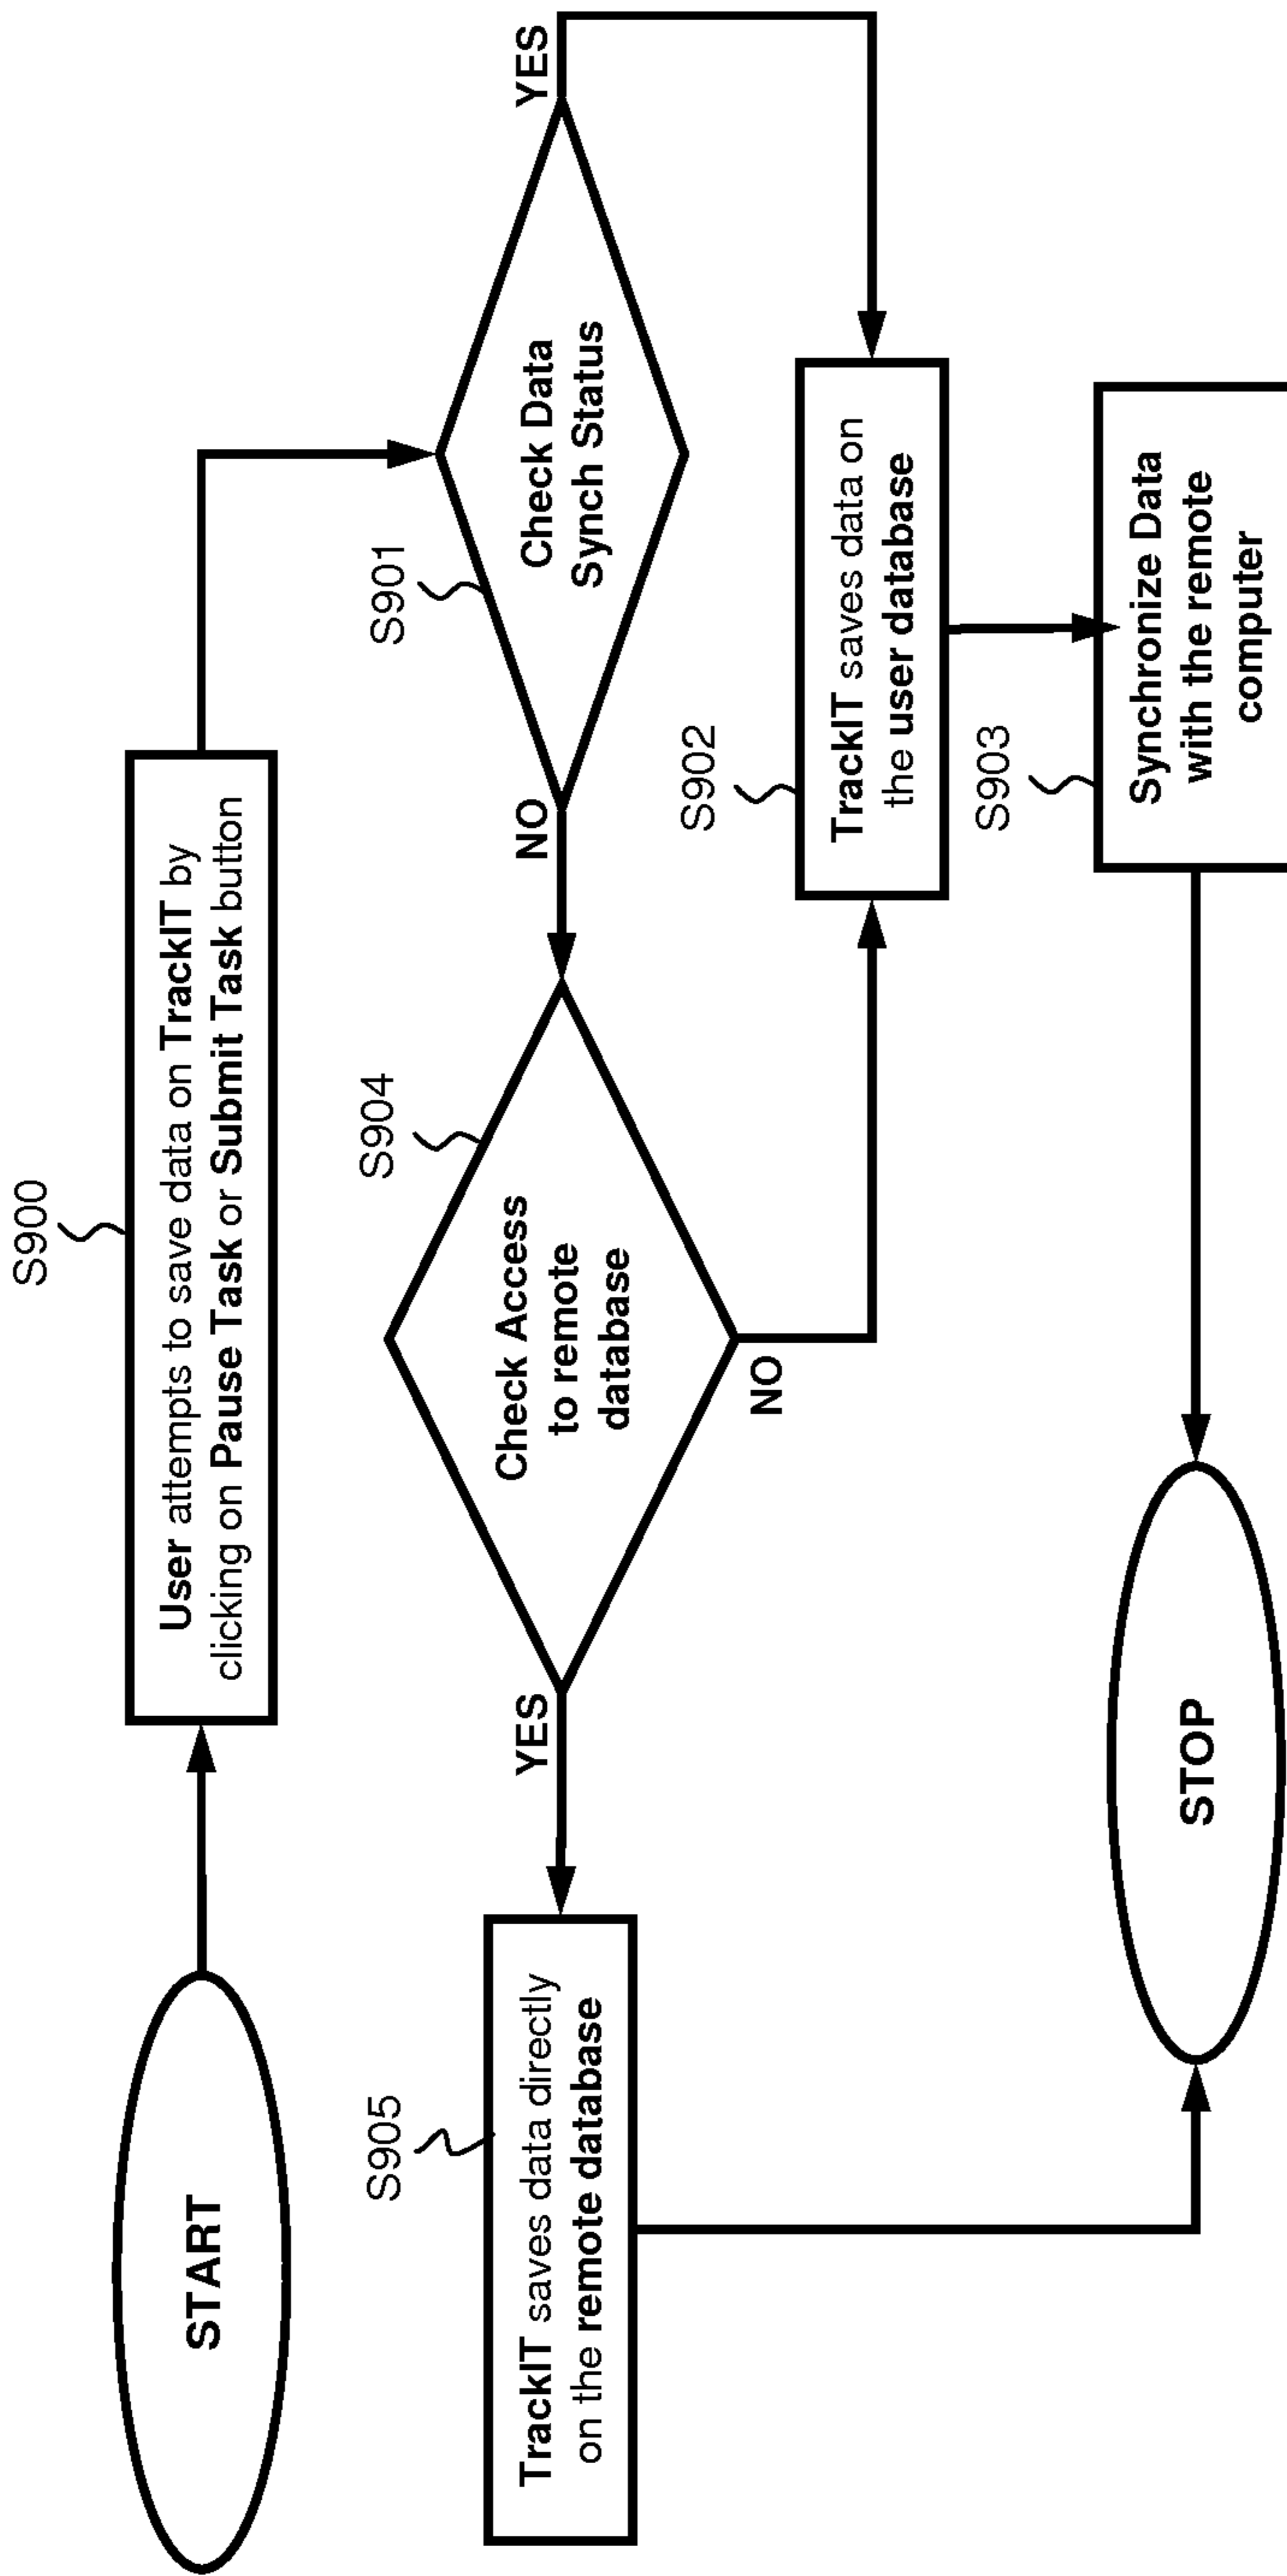 S900
START
User attempts to save data on TrackIT by
clicking on Pause Task or Submit Task button
S905
TrackIT saves data directly
on the remote database
YES
S904
Check Access
to remote
database
NO
NO
S901
Check Data
Synch Status
YES
S902
TrackIT saves data on
the user database
STOP
S903
Synchronize Data
with the remote
computer